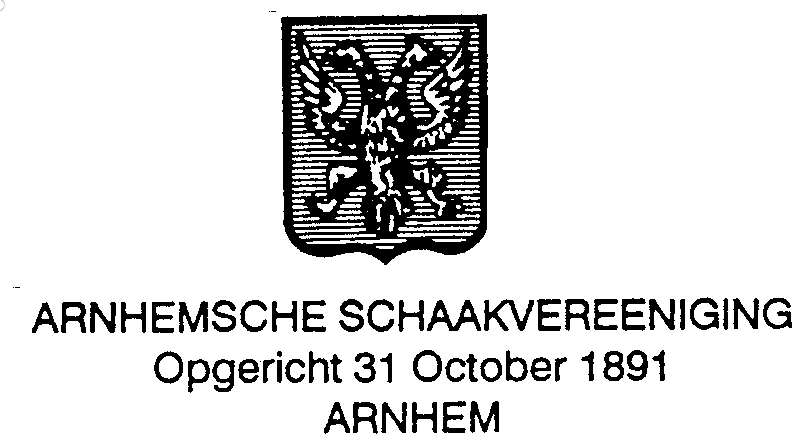 ARNHEMSCHE SCHAAKVEREENIGING
Opgericht 31 October 1891
ARNHEM